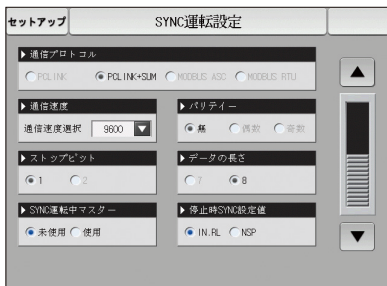 セットアップ
SYNC運転設定
▶ 通信プロトコル
PCLINK PCLINK+SUM MODBUS ASC MODBUS RTU
▶ 通信速度
通信速度選択 9600
▶ パリティー
無 偶数 奇数
▶ ストップビット
1 2
▶ データの長さ
7 8
▶ SYNC運転中マスター
未使用 使用
▶ 停止時SYNC設定値
IN.RL NSP